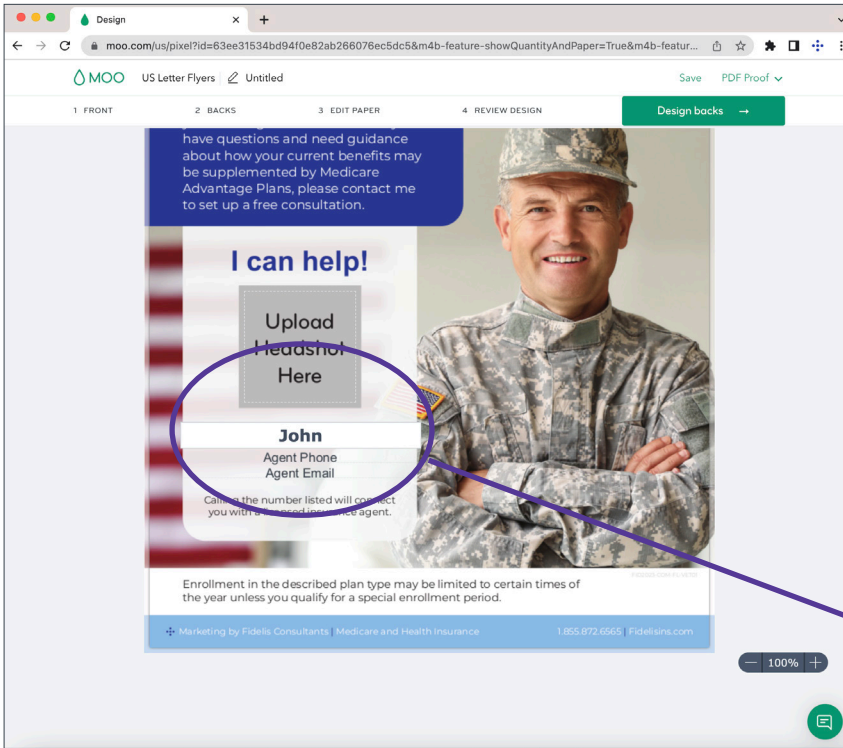 Design
moo.com/us/pixel?id=63ee31534bd94f0e82ab266076ec5dc5&m4b-feature-showQuantityAndPaper=True&m4b-featur...
MOO US Letter Flyers Untitled Save PDF Proof
1 FRONT 2 BACKS 3 EDIT PAPER 4 REVIEW DESIGN Design backs →
have questions and need guidance
about how your current benefits may
be supplemented by Medicare
Advantage Plans, please contact me
to set up a free consultation.
I can help!
Upload
Headshot
Here
John
Agent Phone
Agent Email
Calling the number listed will connect
you with a licensed insurance agent.
Enrollment in the described plan type may be limited to certain times of
the year unless you qualify for a special enrollment period.
Marketing by Fidelis Consultants | Medicare and Health Insurance 1.855.872.6565 | Fidelisins.com
— 100% +